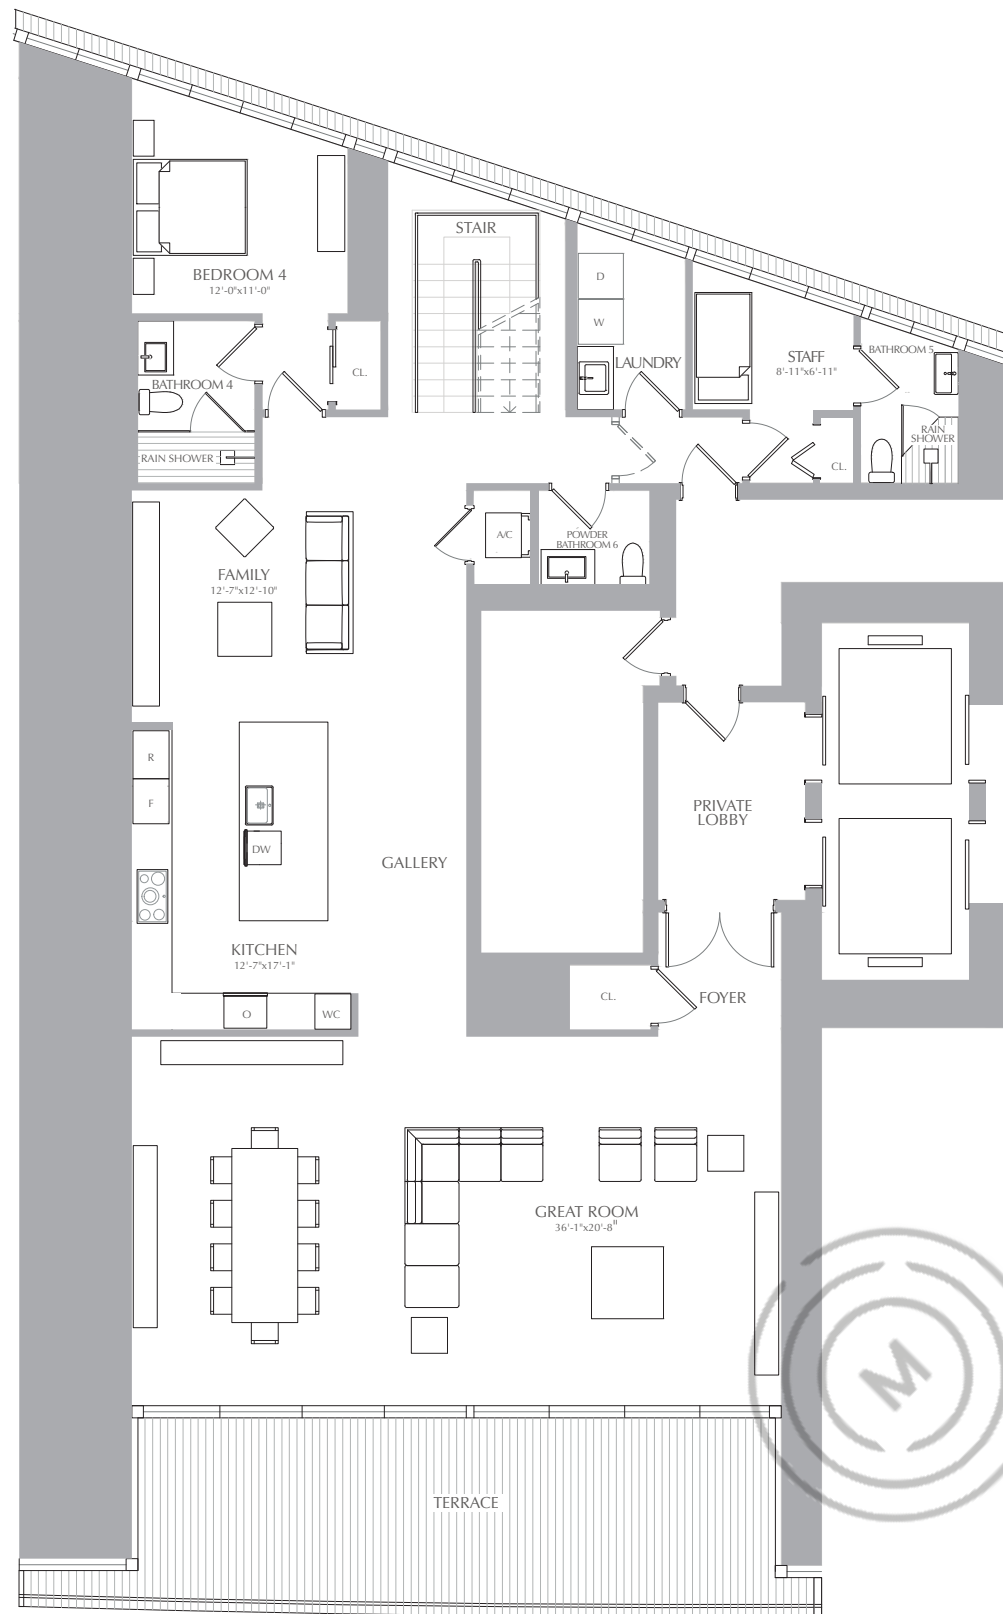 STAIR
BEDROOM 4
12'-0"x11'-0"
D
W
LAUNDRY
STAFF
8'-11"x6'-11"
BATHROOM 5
CL.
BATHROOM 4
RAIN SHOWER
RAIN
SHOWER
CL.
A/C
POWDER
BATHROOM 6
FAMILY
12'-7"x12'-10"
R
F
DW
PRIVATE
LOBBY
GALLERY
KITCHEN
12'-7"x17'-1"
O
WC
CL.
FOYER
GREAT ROOM
36'-1"x20'-8"
M
TERRACE